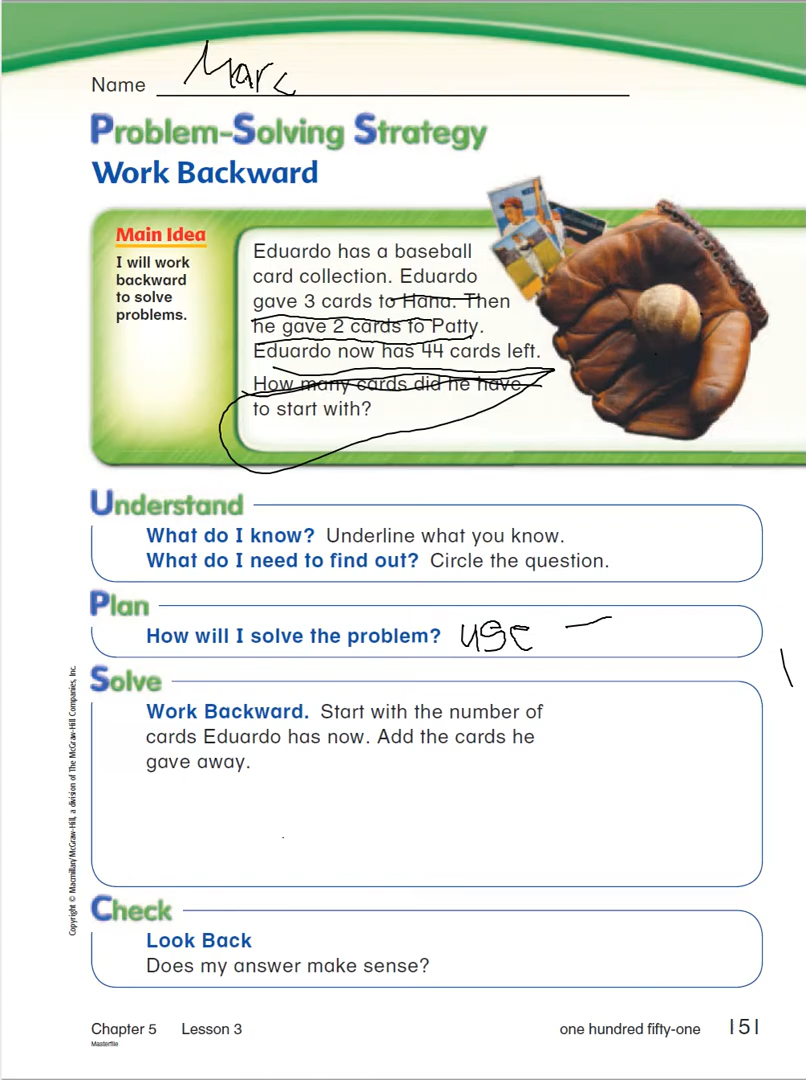 Name Marc
Problem-Solving Strategy
Work Backward
Main Idea
I will work
backward
to solve
problems.
Eduardo has a baseball
card collection. Eduardo
gave 3 cards to Hana. Then
he gave 2 cards to Patty.
Eduardo now has 44 cards left.
How many cards did he have
to start with?
Understand
What do I know? Underline what you know.
What do I need to find out? Circle the question.
Plan
How will I solve the problem? use —
Solve
Work Backward. Start with the number of
cards Eduardo has now. Add the cards he
gave away.
Check
Look Back
Does my answer make sense?
Copyright © Macmillan/McGraw-Hill, a division of The McGraw-Hill Companies, Inc.
Chapter 5 Lesson 3 one hundred fifty-one 151
Masterfile